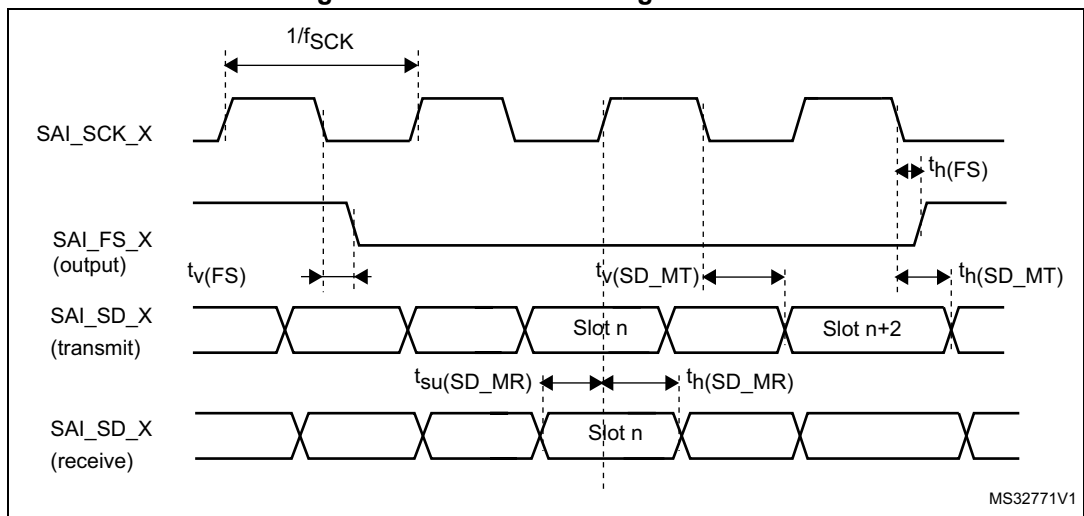 1/fSCK
SAI_SCK_X
th(FS)
SAI_FS_X
(output)
tv(FS)
tv(SD_MT)
th(SD_MT)
SAI_SD_X
(transmit)
Slot n
Slot n+2
tsu(SD_MR)
th(SD_MR)
SAI_SD_X
(receive)
Slot n
MS32771V1